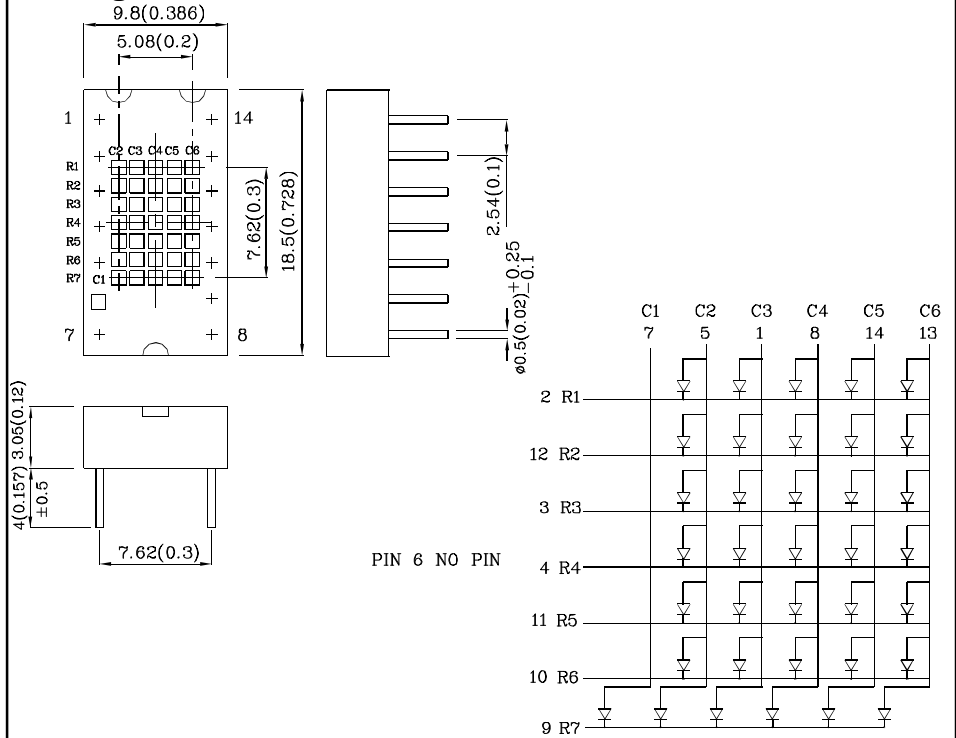 9.8(0.386)
5.08(0.2)
1 14
C2 C3 C4 C5 C6
R1
R2
R3
R4
R5
R6
R7 C1
7 8
7.62(0.3)
18.5(0.728)
2.54(0.1)
ø0.5(0.02) +0.25
−0.1
3.05(0.12)
4(0.157)
±0.5
7.62(0.3)
PIN 6 NO PIN
C1 C2 C3 C4 C5 C6
7 5 1 8 14 13
2 R1
12 R2
3 R3
4 R4
11 R5
10 R6
9 R7